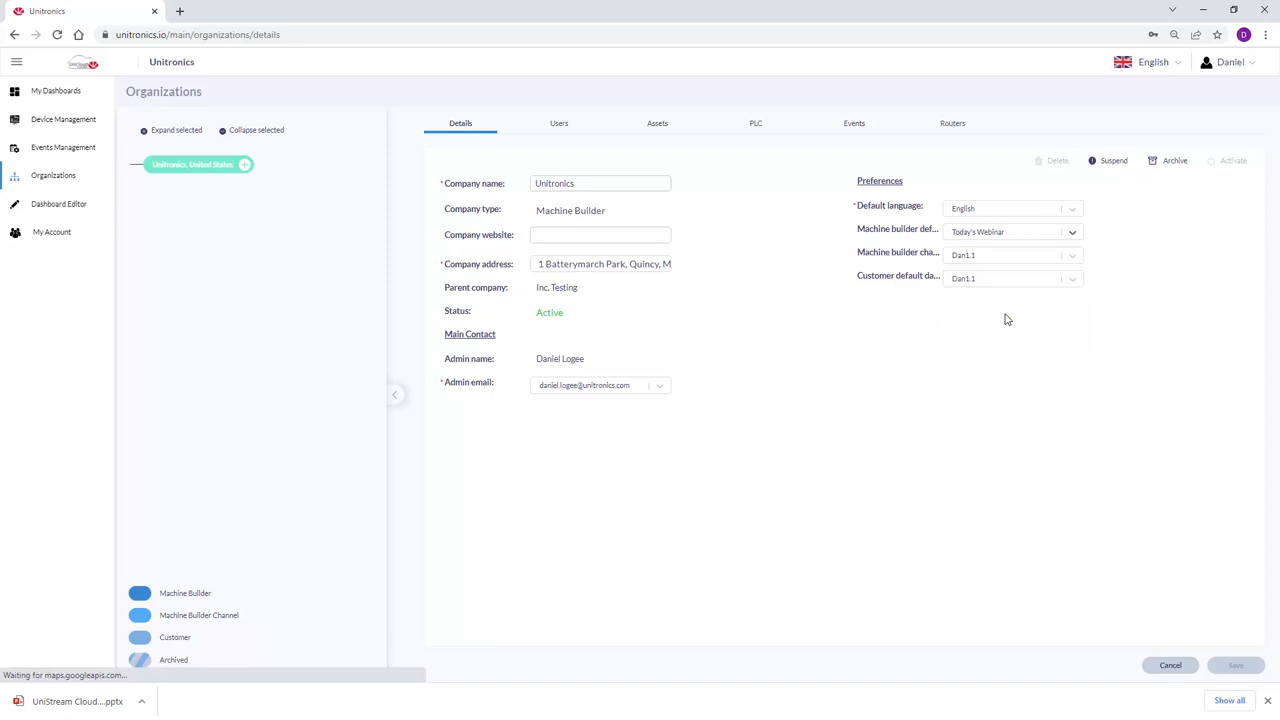 Unitronics
unitronics.io/main/organizations/details
D
Unitronics
English
Daniel
My Dashboards
Device Management
Events Management
Organizations
Dashboard Editor
My Account
Organizations
Expand selected
Collapse selected
Unitronics, United States
Machine Builder
Machine Builder Channel
Customer
Archived
Details
Users
Assets
PLC
Events
Routers
Delete
Suspend
Archive
Activate
* Company name: Unitronics
Company type: Machine Builder
Company website:
* Company address: 1 Batterymarch Park, Quincy, M
Parent company: Inc. Testing
Status: Active
Main Contact
Admin name: Daniel Logee
* Admin email: daniel.logee@unitronics.com
Preferences
* Default language: English
Machine builder def... Today's Webinar
Machine builder cha... Dan1.1
Customer default da... Dan1.1
Cancel
Save
Waiting for maps.googleapis.com...
UniStream Cloud....pptx
Show all